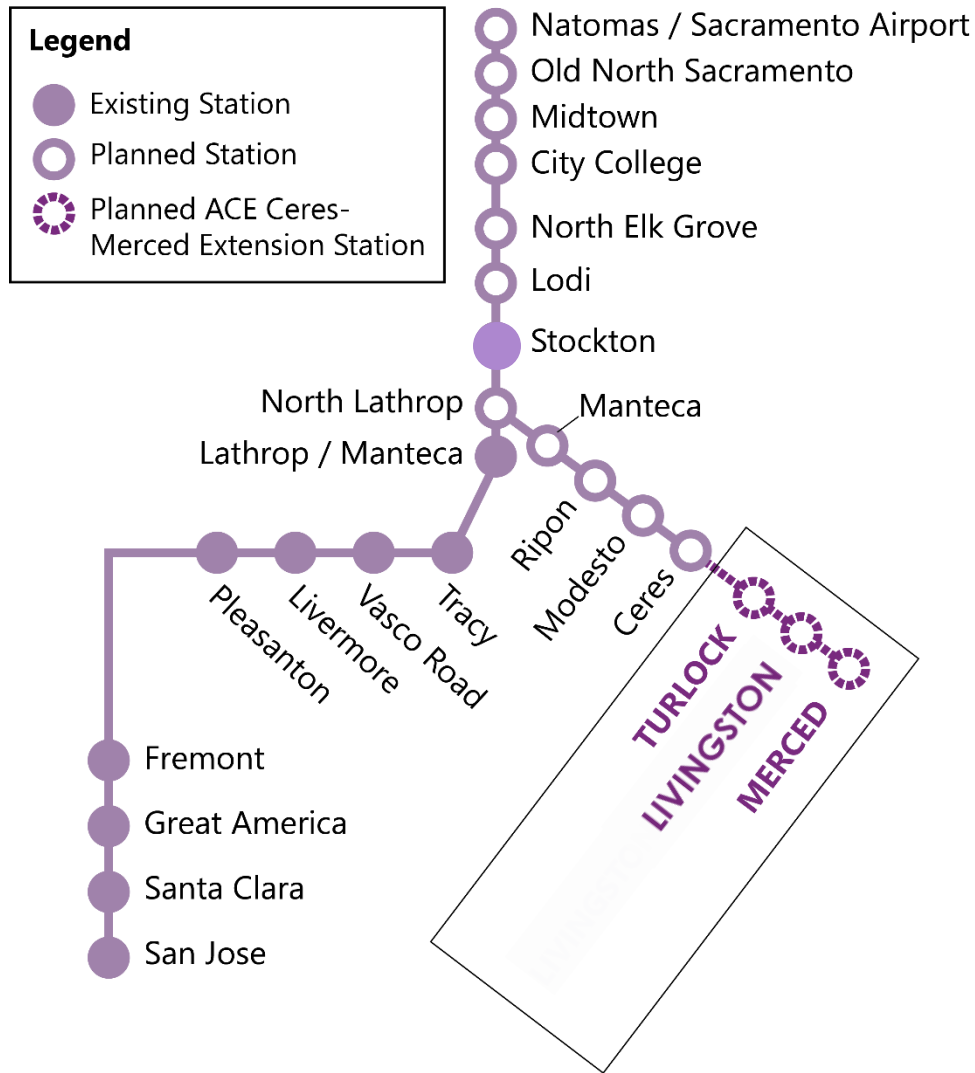 Legend
Existing Station
Planned Station
Planned ACE Ceres-
Merced Extension Station
Natomas / Sacramento Airport
Old North Sacramento
Midtown
City College
North Elk Grove
Lodi
Stockton
North Lathrop
Manteca
Lathrop / Manteca
Ripon
Modesto
Ceres
TURLOCK
LIVINGSTON
MERCED
LIVINGSTO
Tracy
Vasco Road
Livermore
Pleasanton
Fremont
Great America
Santa Clara
San Jose